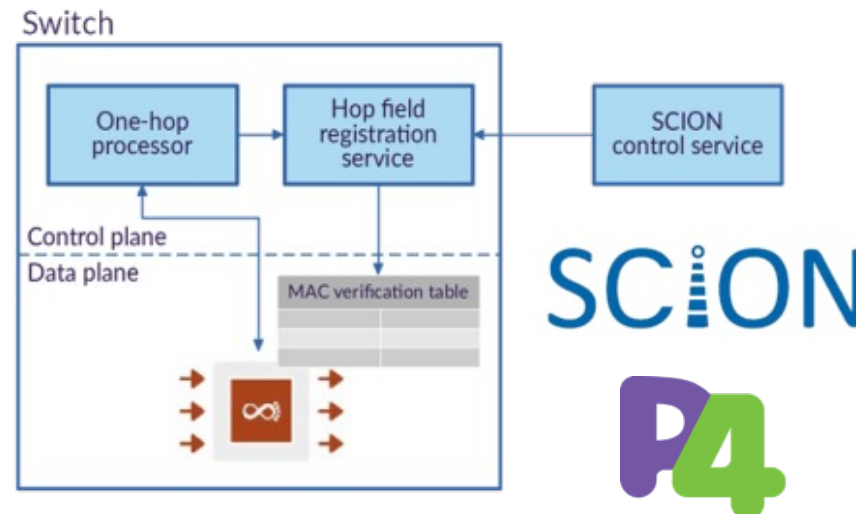 Switch
One-hop
processor
Hop field
registration
service
SCION
control service
Control plane
Data plane
MAC verification table
SCION
P4